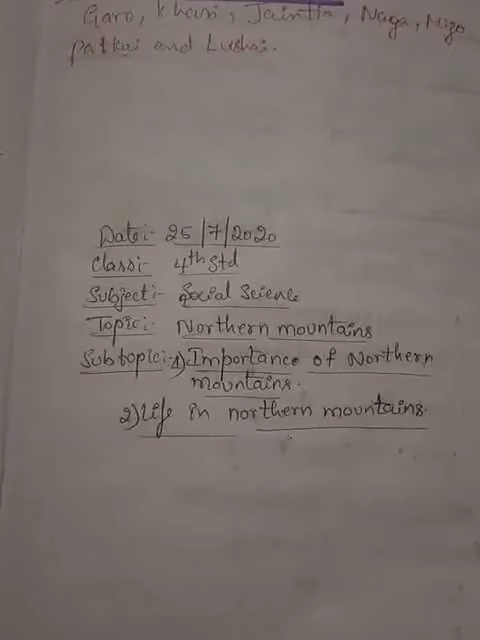 Garo, Khasi, Jaintia, Naga, Mizo
Patkai and Lushai.
Date:- 25/7/2020
Class:- 4th Std
Subject:- Social Science
Topic:- Northern mountains
Subtopic:- 1) Importance of Northern
mountains.
2) Life in northern mountains.